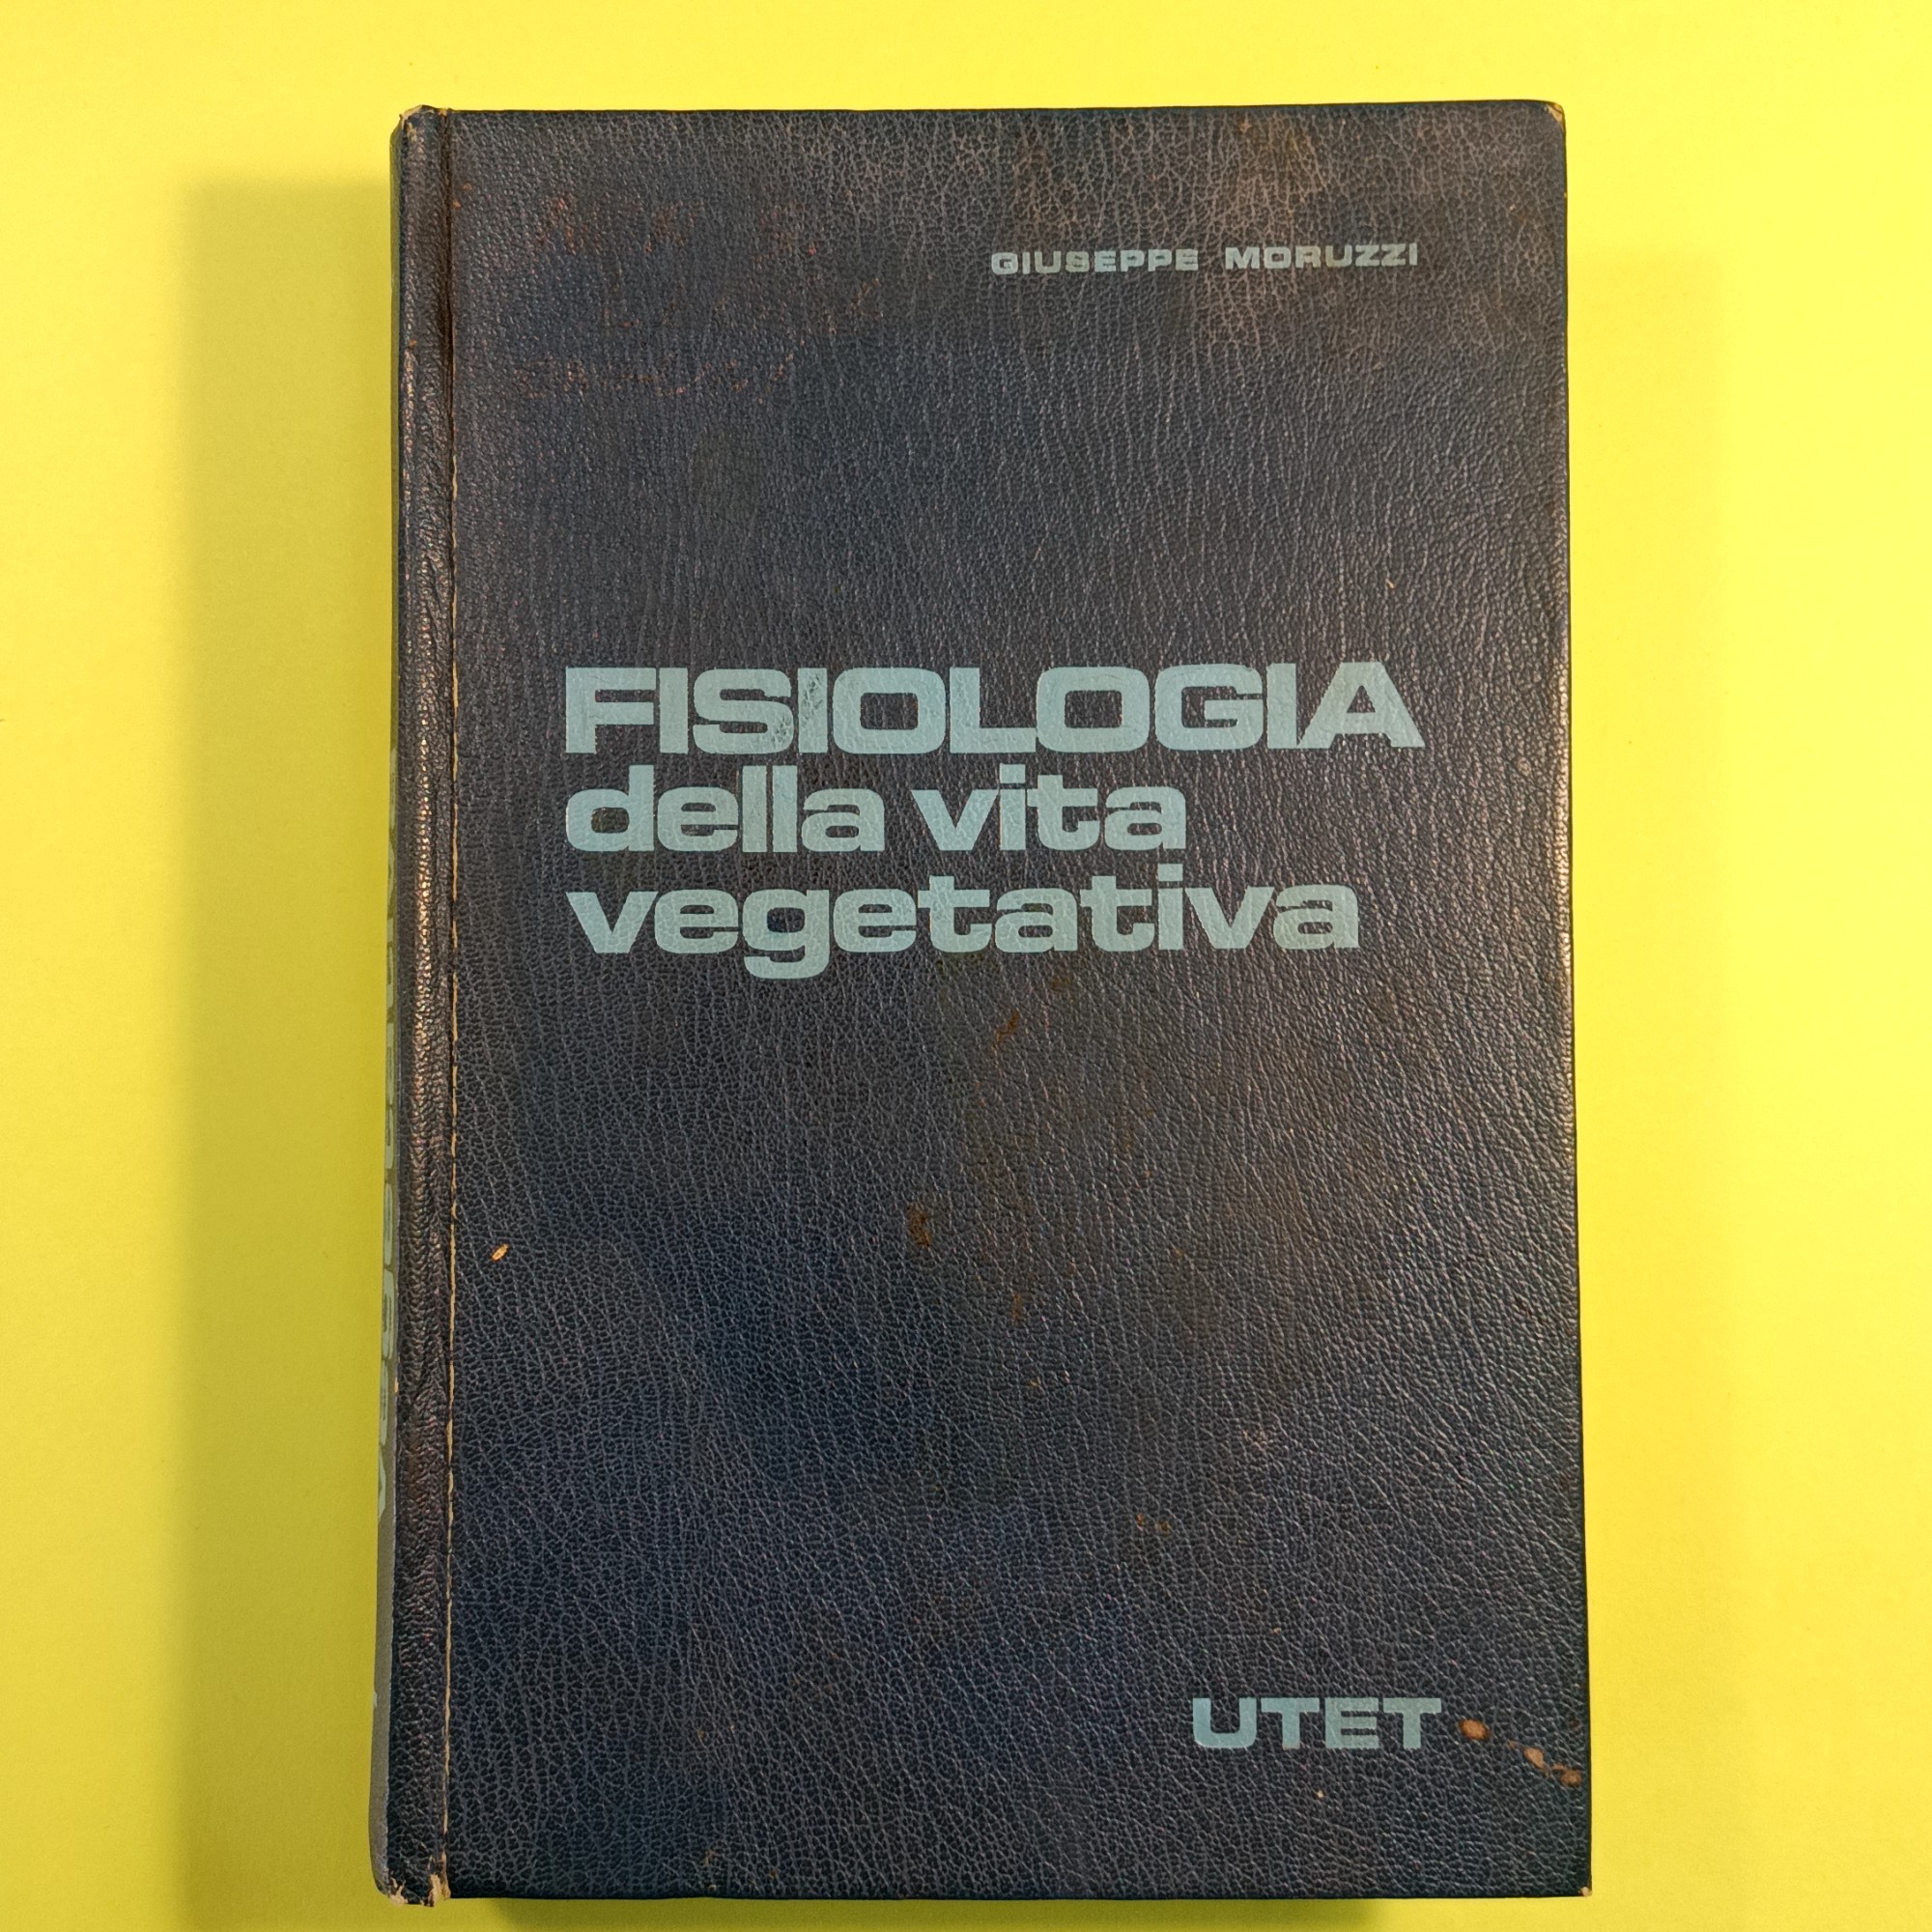 GIUSEPPE MORUZZI
FISIOLOGIA
della vita
vegetativa
UTET